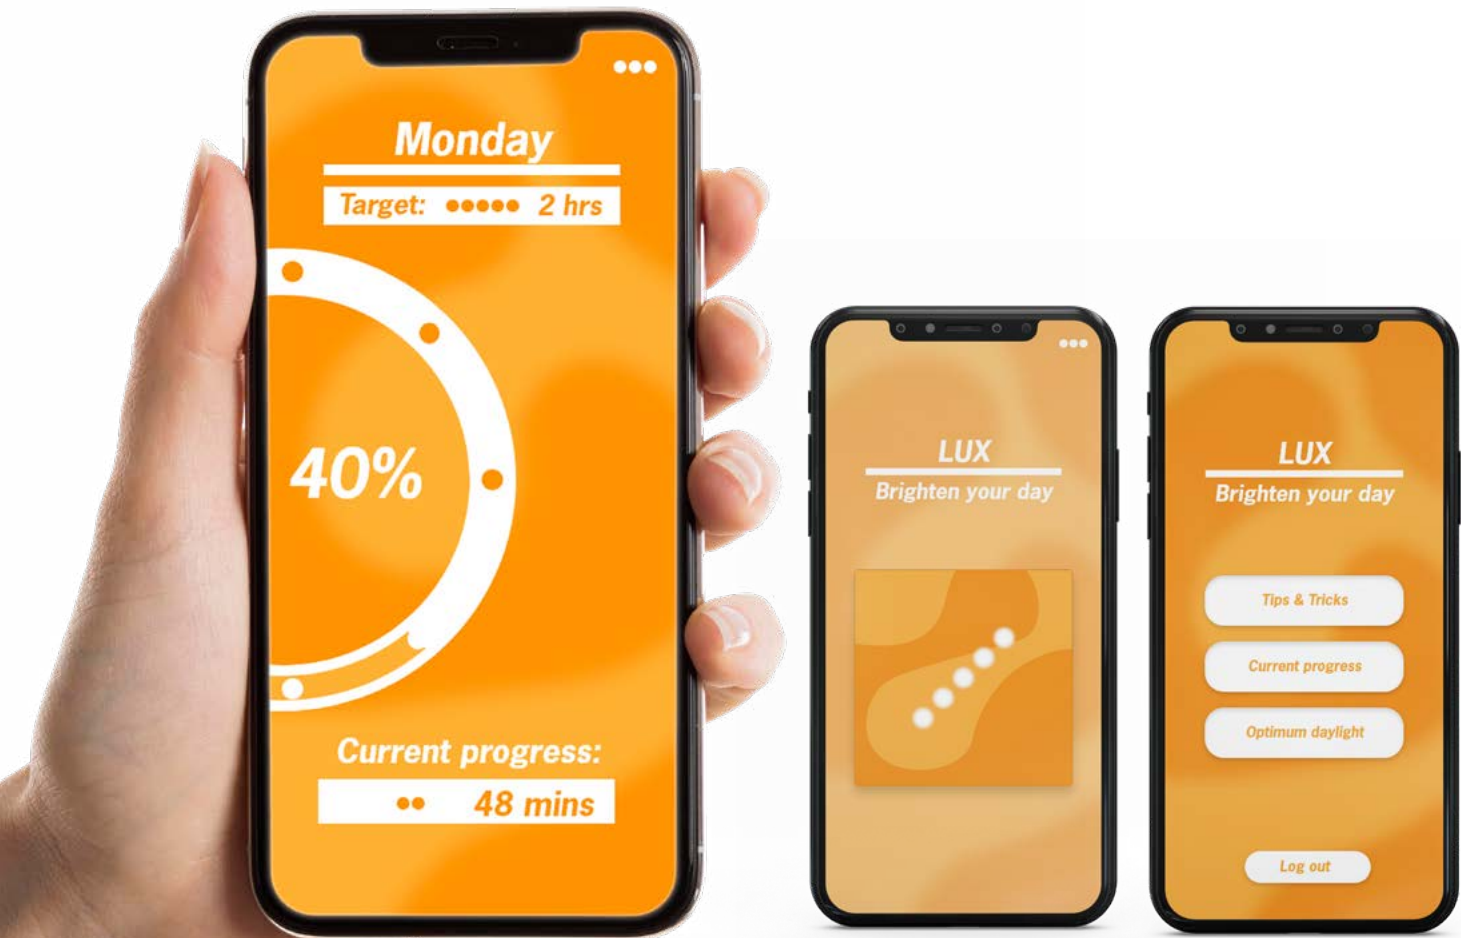 Monday
Target: ●●●●● 2 hrs
40%
Current progress:
●● 48 mins
LUX
Brighten your day
LUX
Brighten your day
Tips & Tricks
Current progress
Optimum daylight
Log out